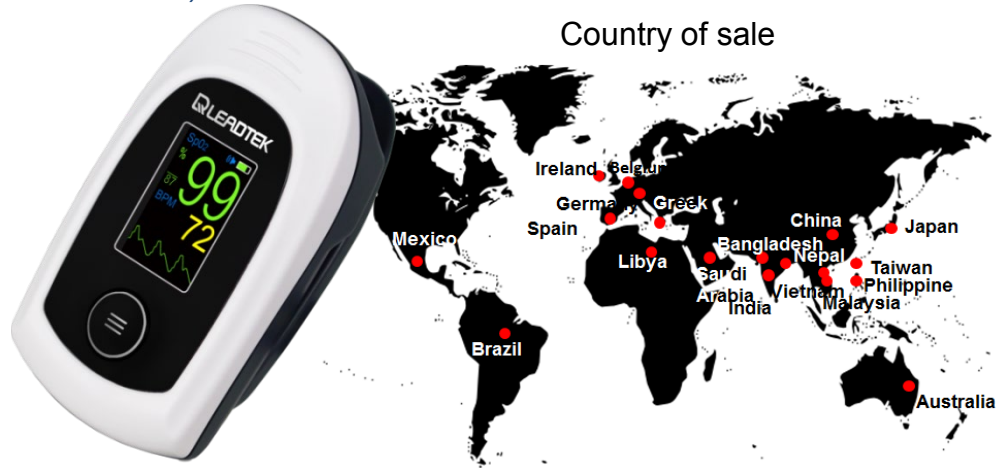 Country of sale
LEADTEK
SpO2
%
99
87
BPM
72
Ireland
Belgium
Germany
Greek
Spain
Mexico
Libya
China
Japan
Bangladesh
Nepal
Saudi
Arabia
India
Vietnam
Taiwan
Philippine
Malaysia
Brazil
Australia